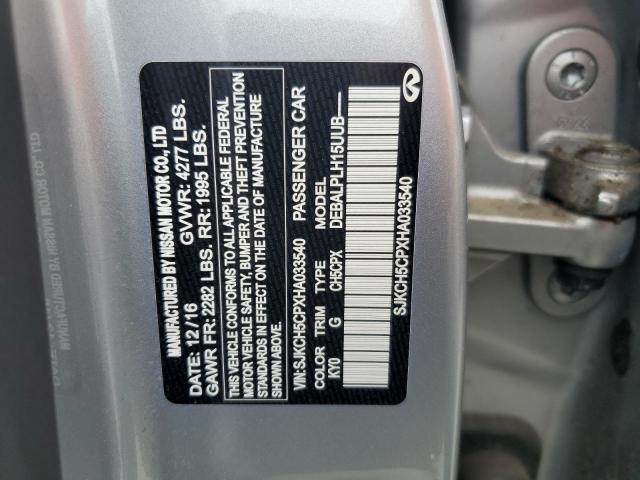 MANUFACTURED BY NISSAN MOTOR CO., LTD
DATE: 12/16 GVWR: 4277 LBS.
GAWR FR: 2282 LBS. RR: 1995 LBS.
THIS VEHICLE CONFORMS TO ALL APPLICABLE FEDERAL
MOTOR VEHICLE SAFETY, BUMPER AND THEFT PREVENTION
STANDARDS IN EFFECT ON THE DATE OF MANUFACTURE
SHOWN ABOVE.
VIN: SJKCH5CPXHA033540 PASSENGER CAR
COLOR TRIM TYPE MODEL
KY0 G CH5CPX DEBALPLH15UUB----
SJKCH5CPXHA033540